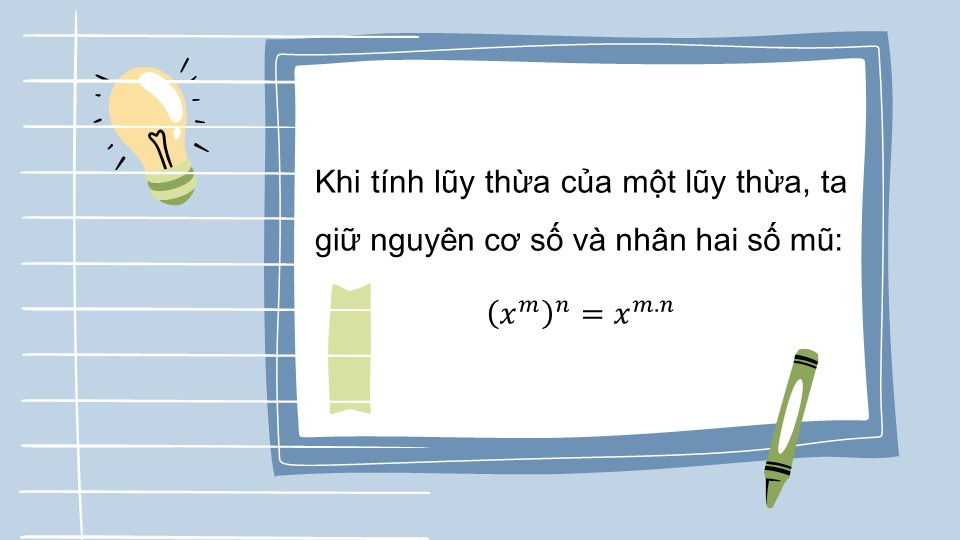 Khi tính lũy thừa của một lũy thừa, ta
giữ nguyên cơ số và nhân hai số mũ:
$(x^m)^n = x^{m.n}$